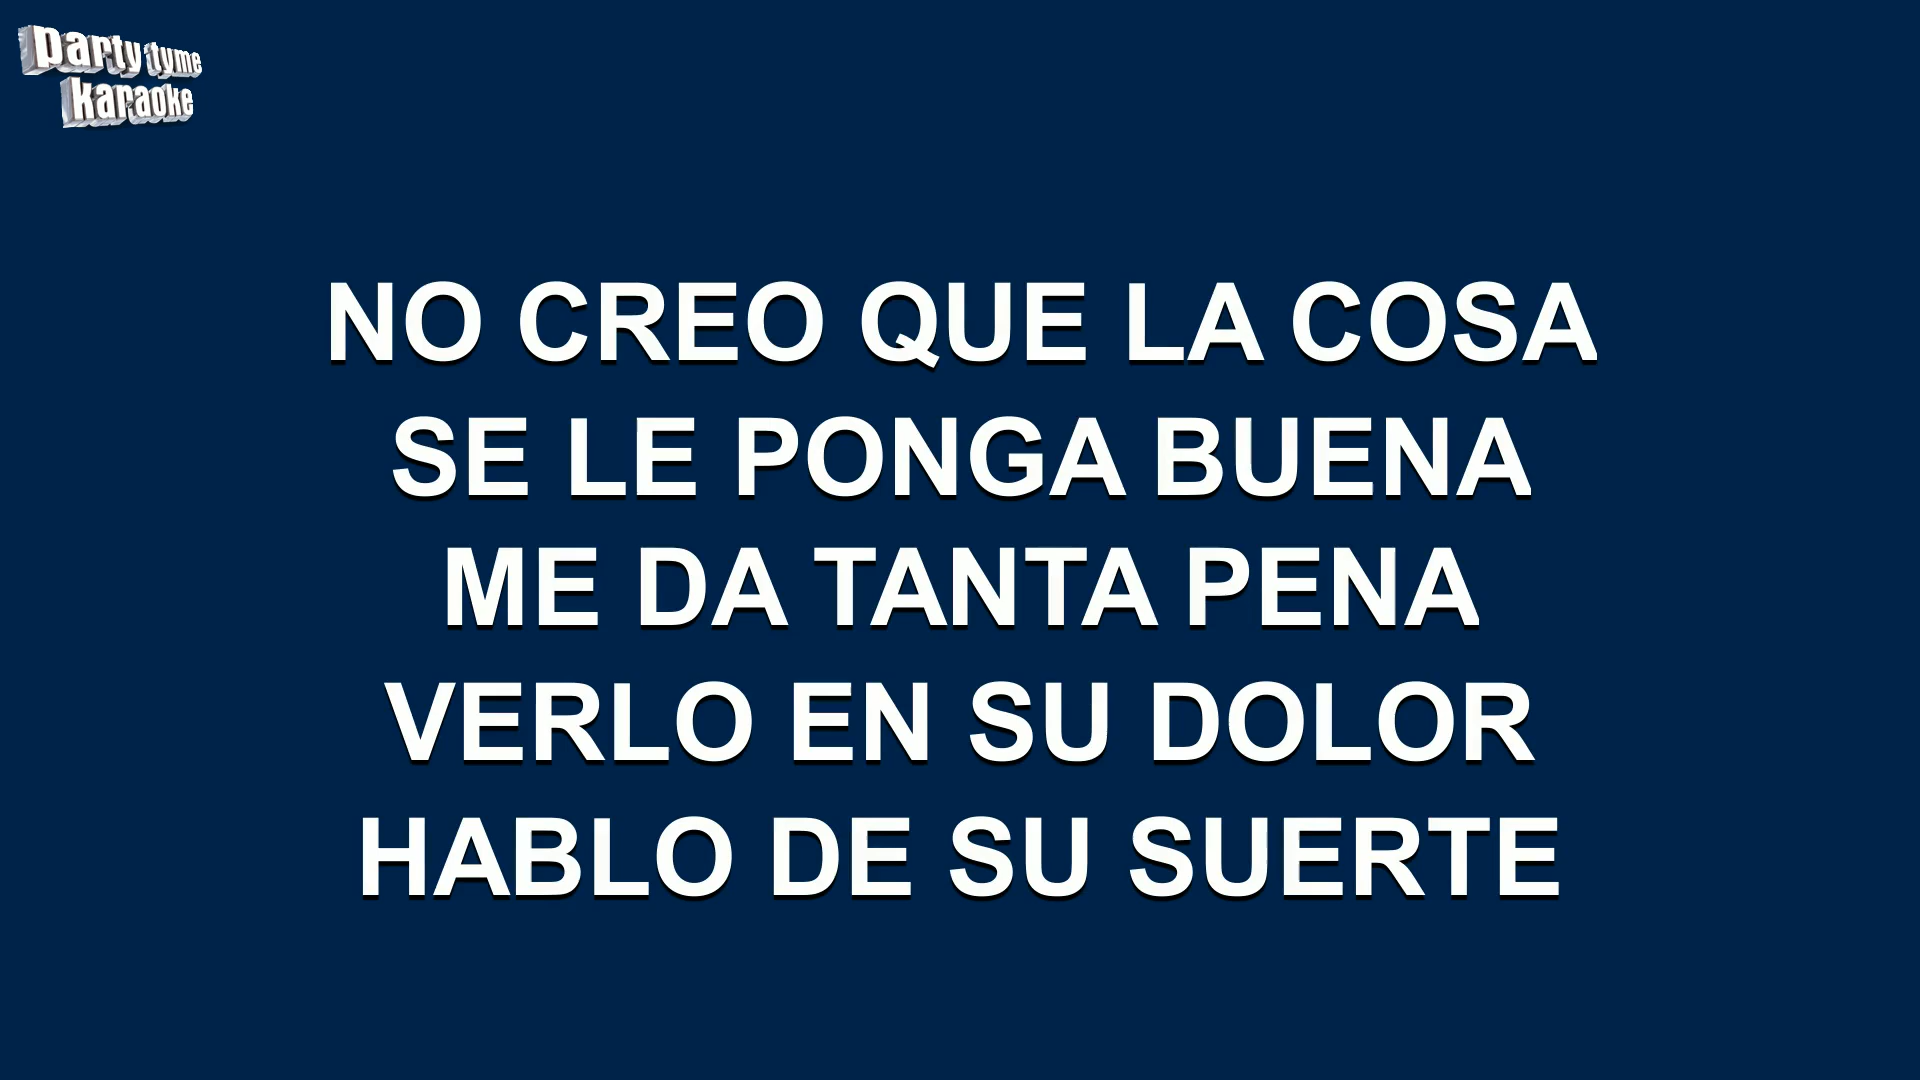 party tyme
karaoke
NO CREO QUE LA COSA
SE LE PONGA BUENA
ME DA TANTA PENA
VERLO EN SU DOLOR
HABLO DE SU SUERTE